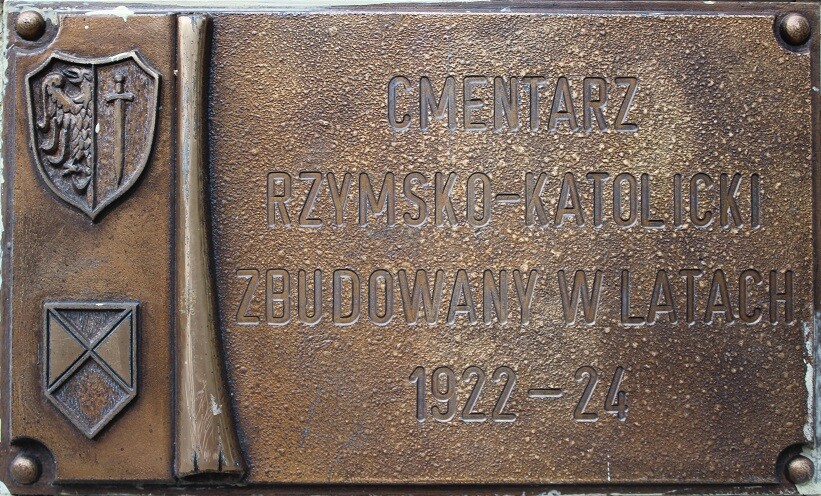 CMENTARZ
RZYMSKO-KATOLICKI
ZBUDOWANY W LATACH
1922-24